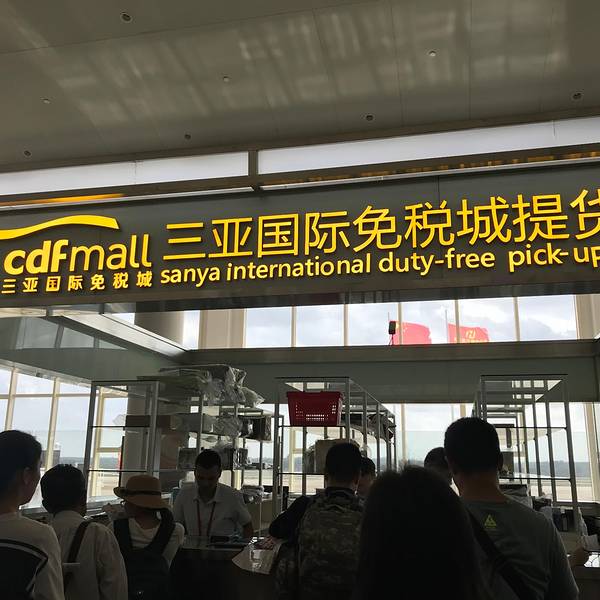 cdfmall
三亚国际免税城
三亚国际免税城提货
sanya international duty-free pick-up